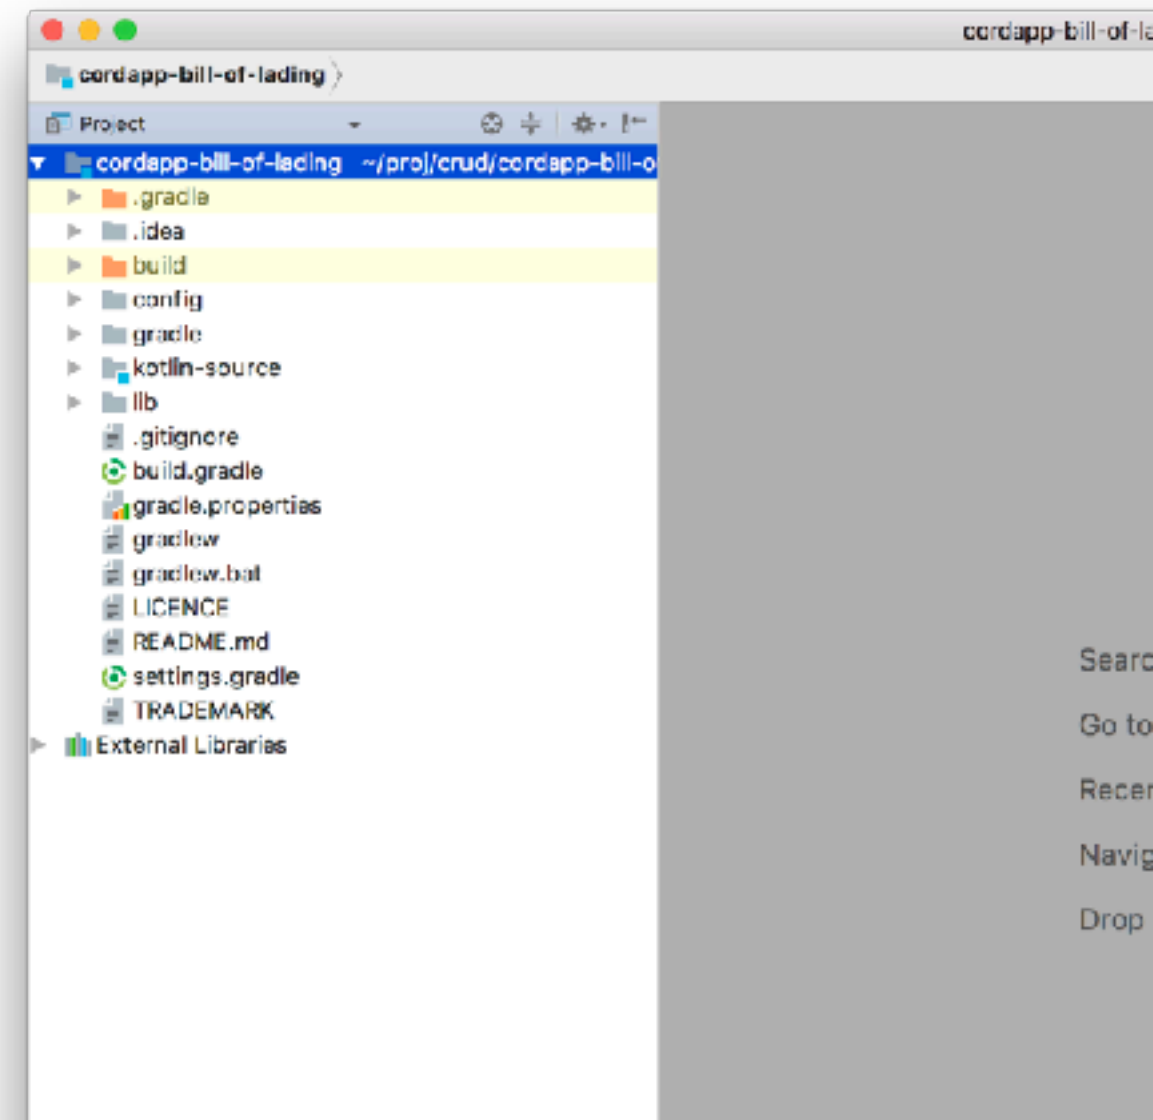 cordapp-bill-of-la
cordapp-bill-of-lading
Project
cordapp-bill-of-lading ~/proj/crud/cordapp-bill-o
.gradle
.idea
build
config
gradle
kotlin-source
lib
.gitignore
build.gradle
gradle.properties
gradlew
gradlew.bat
LICENCE
README.md
settings.gradle
TRADEMARK
External Libraries
Searc
Go to
Recen
Navig
Drop